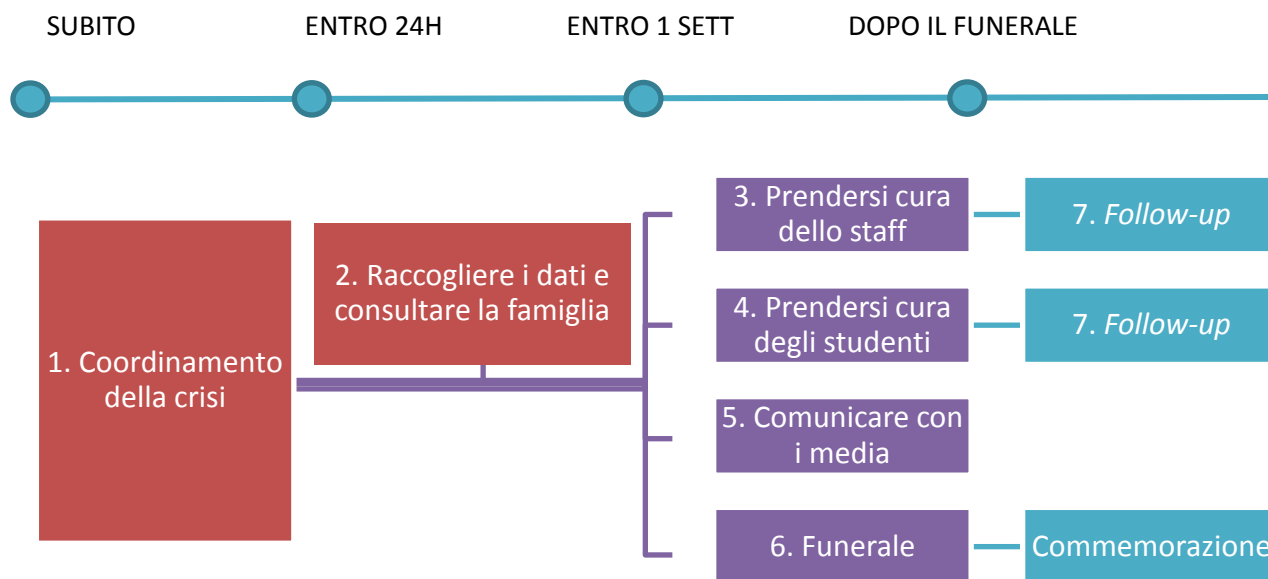 SUBITO
ENTRO 24H
ENTRO 1 SETT
DOPO IL FUNERALE
1. Coordinamento
della crisi
2. Raccogliere i dati e
consultare la famiglia
3. Prendersi cura
dello staff
7. Follow-up
4. Prendersi cura
degli studenti
7. Follow-up
5. Comunicare con
i media
6. Funerale
Commemorazione